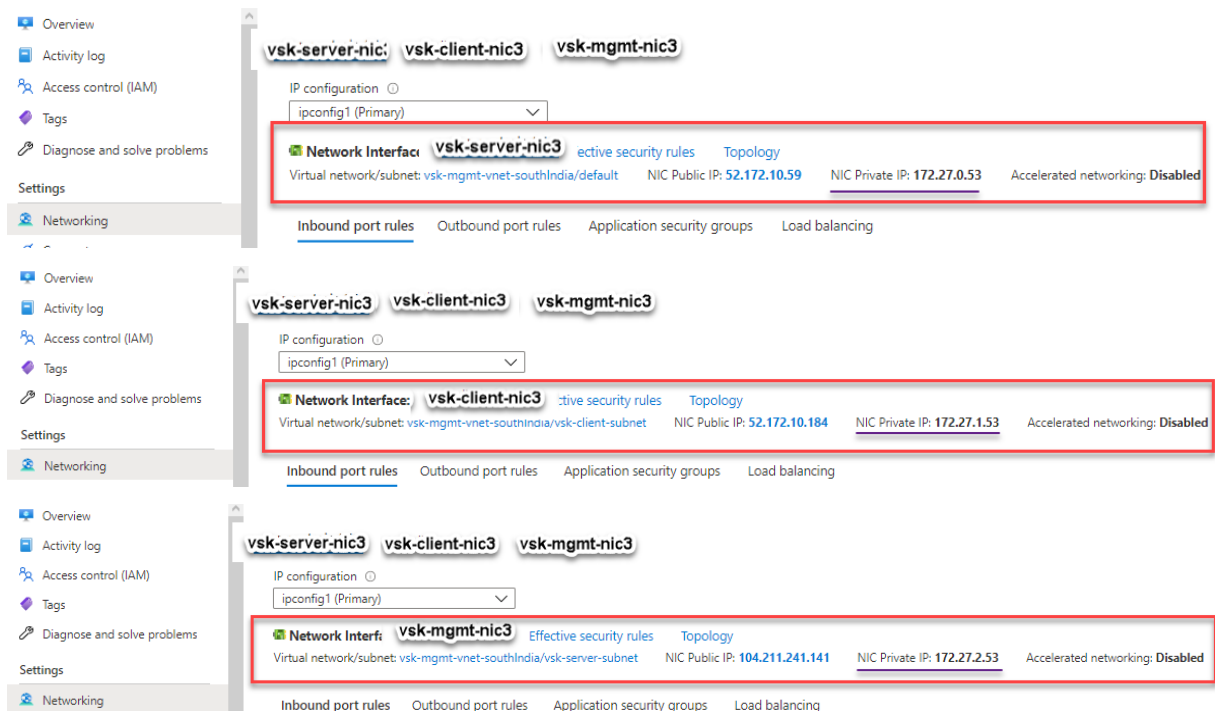 Overview
Activity log
Access control (IAM)
Tags
Diagnose and solve problems
Settings
Networking
vsk-server-nic: vsk-client-nic3 vsk-mgmt-nic3
IP configuration
ipconfig1 (Primary)
Network Interface vsk-server-nic3 ective security rules Topology
Virtual network/subnet: vsk-mgmt-vnet-southIndia/default NIC Public IP: 52.172.10.59 NIC Private IP: 172.27.0.53 Accelerated networking: Disabled
Inbound port rules Outbound port rules Application security groups Load balancing
Overview
Activity log
Access control (IAM)
Tags
Diagnose and solve problems
Settings
Networking
vsk-server-nic3 vsk-client-nic3 vsk-mgmt-nic3
IP configuration
ipconfig1 (Primary)
Network Interface: vsk-client-nic3 ctive security rules Topology
Virtual network/subnet: vsk-mgmt-vnet-southIndia/vsk-client-subnet NIC Public IP: 52.172.10.184 NIC Private IP: 172.27.1.53 Accelerated networking: Disabled
Inbound port rules Outbound port rules Application security groups Load balancing
Overview
Activity log
Access control (IAM)
Tags
Diagnose and solve problems
Settings
Networking
vsk-server-nic3 vsk-client-nic3 vsk-mgmt-nic3
IP configuration
ipconfig1 (Primary)
Network Interfa vsk-mgmt-nic3 Effective security rules Topology
Virtual network/subnet: vsk-mgmt-vnet-southIndia/vsk-server-subnet NIC Public IP: 104.211.241.141 NIC Private IP: 172.27.2.53 Accelerated networking: Disabled
Inbound port rules Outbound port rules Application security groups Load balancing